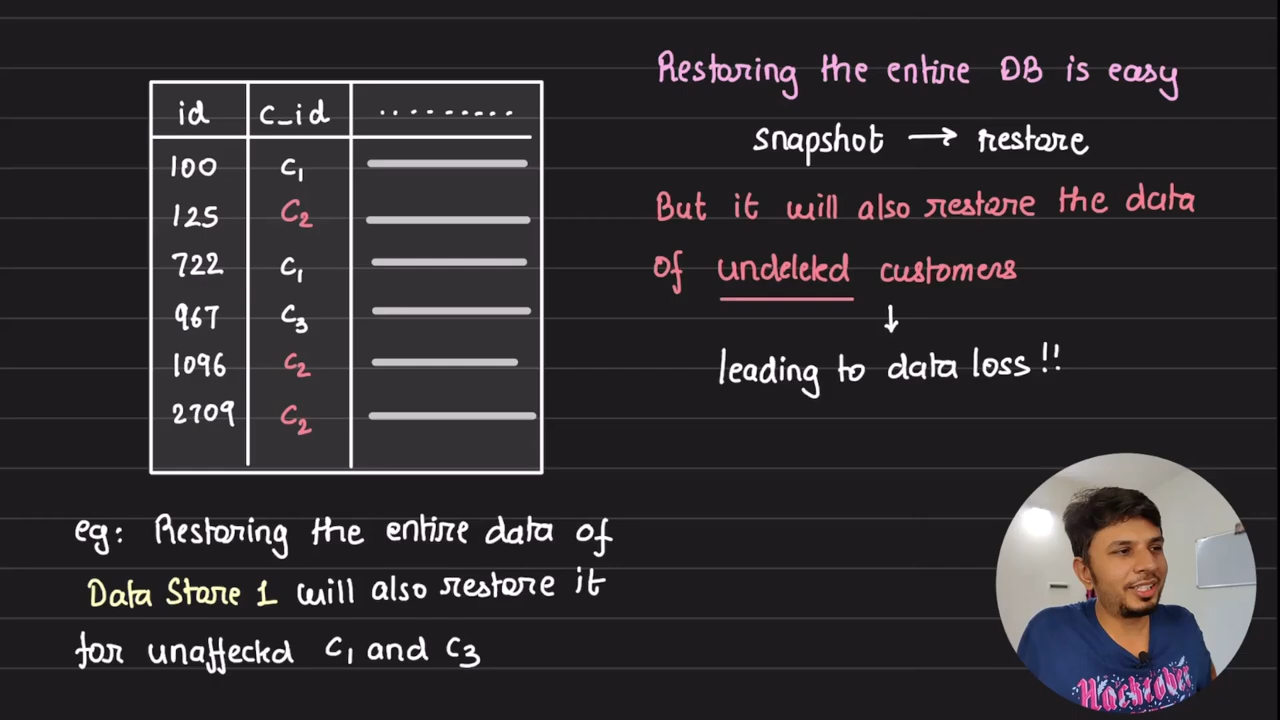 id c_id .........
100 C1
125 C2
722 C1
967 C3
1096 C2
2709 C2
Restoring the entire DB is easy
snapshot → restore
But it will also restore the data
of undeleted customers
↓
leading to data loss!!
eg: Restoring the entire data of
Data Store 1 will also restore it
for unaffected C1 and C3
Hacktober